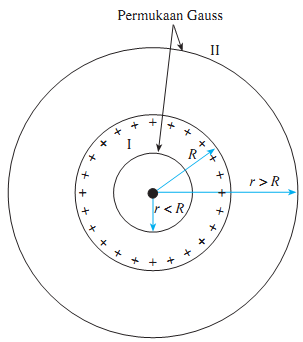 Permukaan Gauss
II
I
R
r > R
r < R